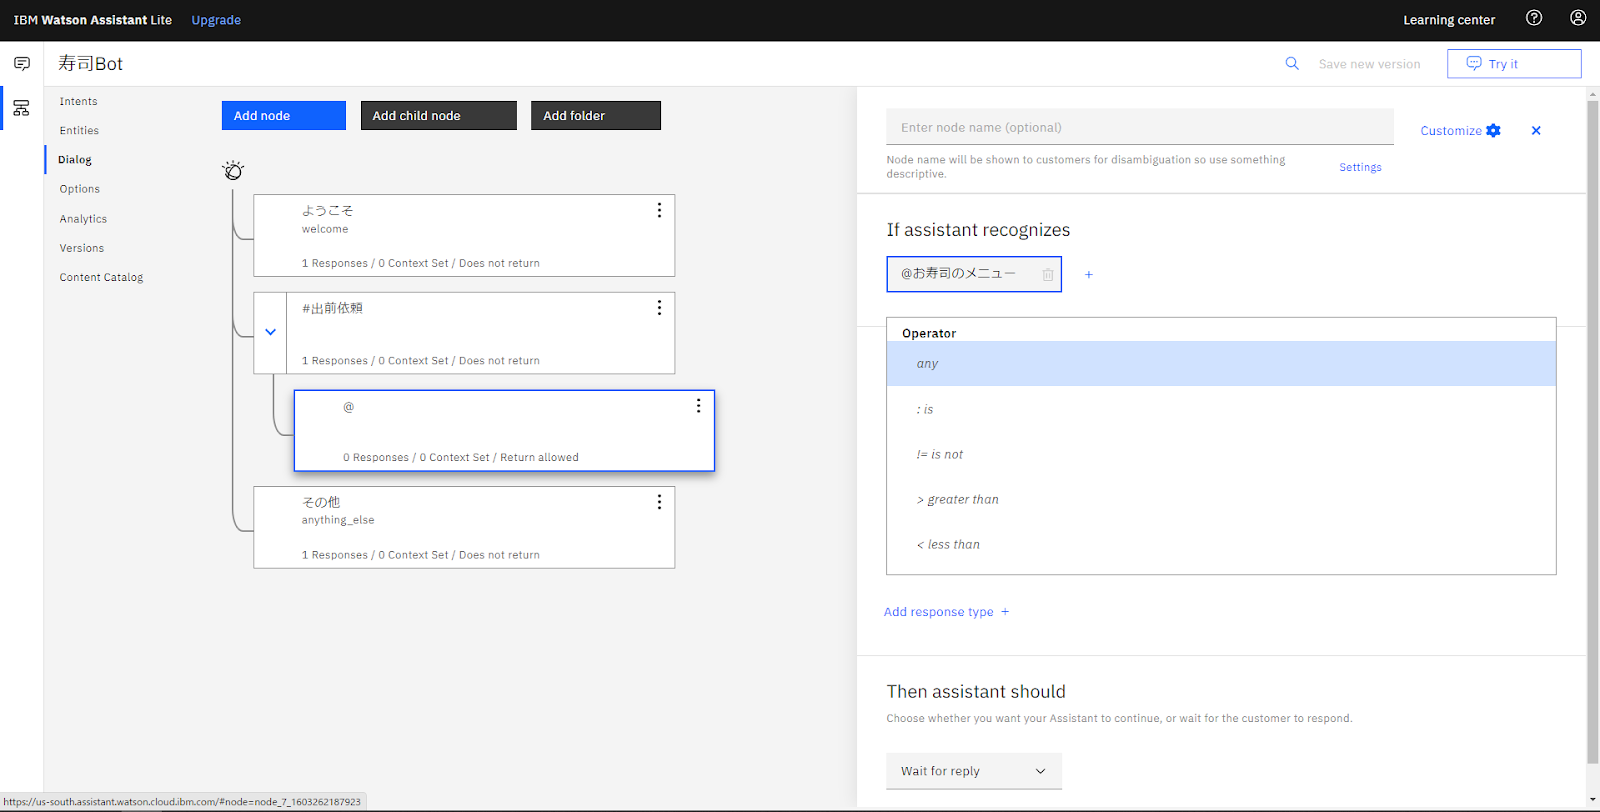 IBM Watson Assistant Lite
Upgrade
Learning center
寿司Bot
Save new version
Try it
Intents
Entities
Dialog
Options
Analytics
Versions
Content Catalog
Add node
Add child node
Add folder
ようこそ
welcome
1 Responses / 0 Context Set / Does not return
#出前依頼
1 Responses / 0 Context Set / Does not return
@
0 Responses / 0 Context Set / Return allowed
その他
anything_else
1 Responses / 0 Context Set / Does not return
Enter node name (optional)
Customize
Node name will be shown to customers for disambiguation so use something
descriptive.
Settings
If assistant recognizes
@お寿司のメニュー
+
Operator
any
: is
!= is not
> greater than
< less than
Add response type +
Then assistant should
Choose whether you want your Assistant to continue, or wait for the customer to respond.
Wait for reply
https://us-south.assistant.watson.cloud.ibm.com/#node=node_7_1603262187923